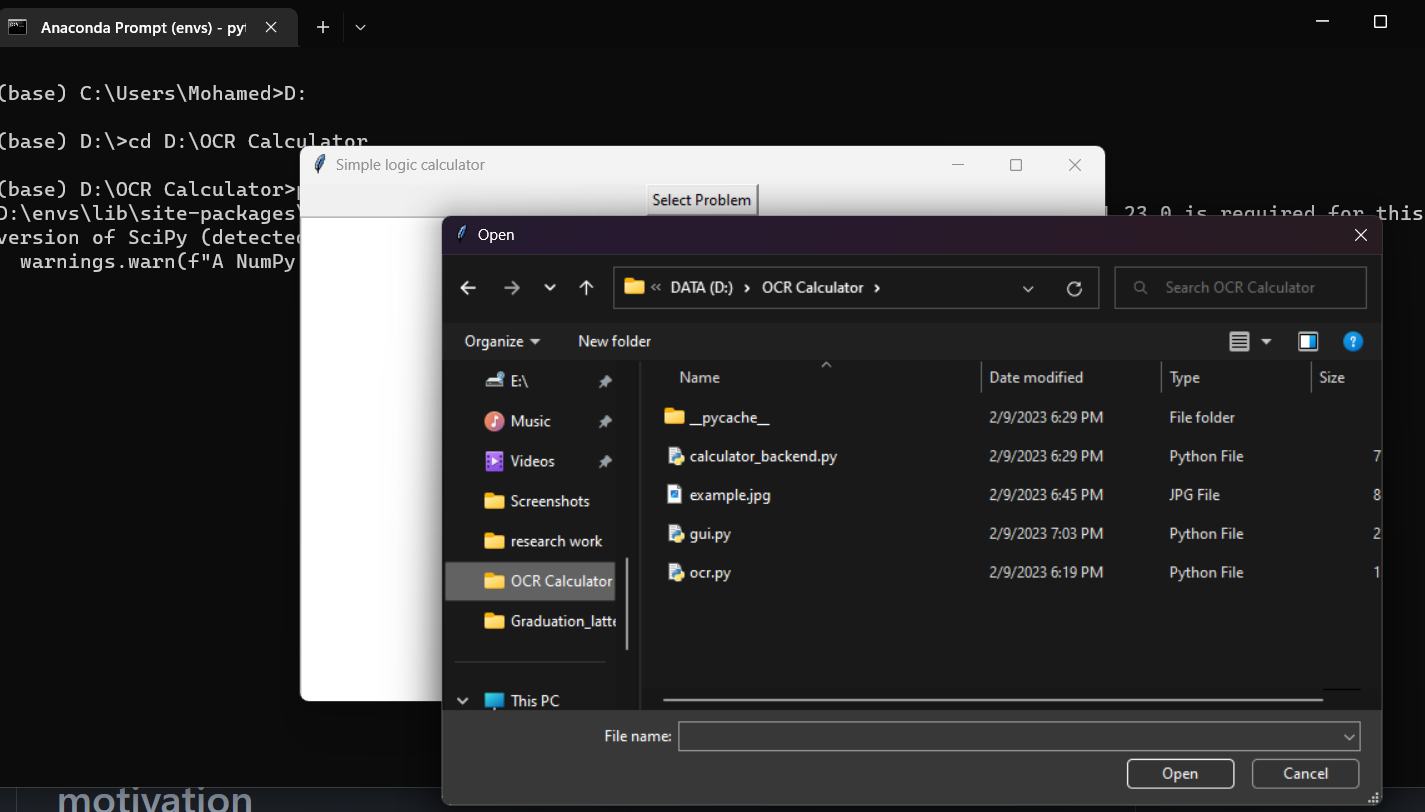 Anaconda Prompt (envs) - pyt
(base) C:\Users\Mohamed>D:
(base) D:\>cd D:\OCR Calculator
(base) D:\OCR Calculator>
D:\envs\lib\site-packages\
23.0 is required for this
version of SciPy (detected
warnings.warn(f"A NumPy
Simple logic calculator
Select Problem
Open
« DATA (D:) › OCR Calculator ›
Search OCR Calculator
Organize
New folder
?
Name Date modified Type Size
__pycache__ 2/9/2023 6:29 PM File folder
calculator_backend.py 2/9/2023 6:29 PM Python File 7
example.jpg 2/9/2023 6:45 PM JPG File 8
gui.py 2/9/2023 7:03 PM Python File 2
ocr.py 2/9/2023 6:19 PM Python File 1
E:\
Music
Videos
Screenshots
research work
OCR Calculator
Graduation_latte
This PC
File name:
Open Cancel
motivation